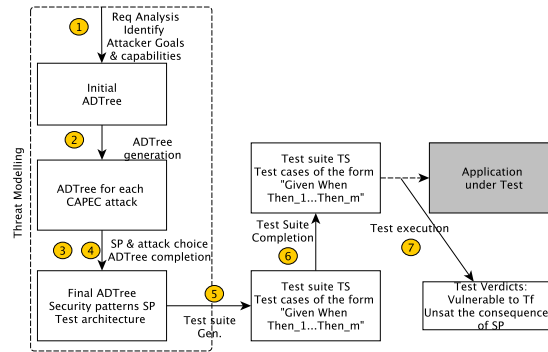 Req Analysis
Identify
Attacker Goals
& capabilities
1
Initial
ADTree
2
ADTree
generation
ADTree for each
CAPEC attack
3
4
SP & attack choice
ADTree completion
Final ADTree
Security patterns SP
Test architecture
Threat Modelling
5
Test suite
Gen.
Test suite TS
Test cases of the form
"Given When
Then_1...Then_m"
Test Suite
Completion
6
Test suite TS
Test cases of the form
"Given When
Then_1...Then_m"
Application
under Test
Test execution
7
Test Verdicts:
Vulnerable to Tf
Unsat the consequence
of SP